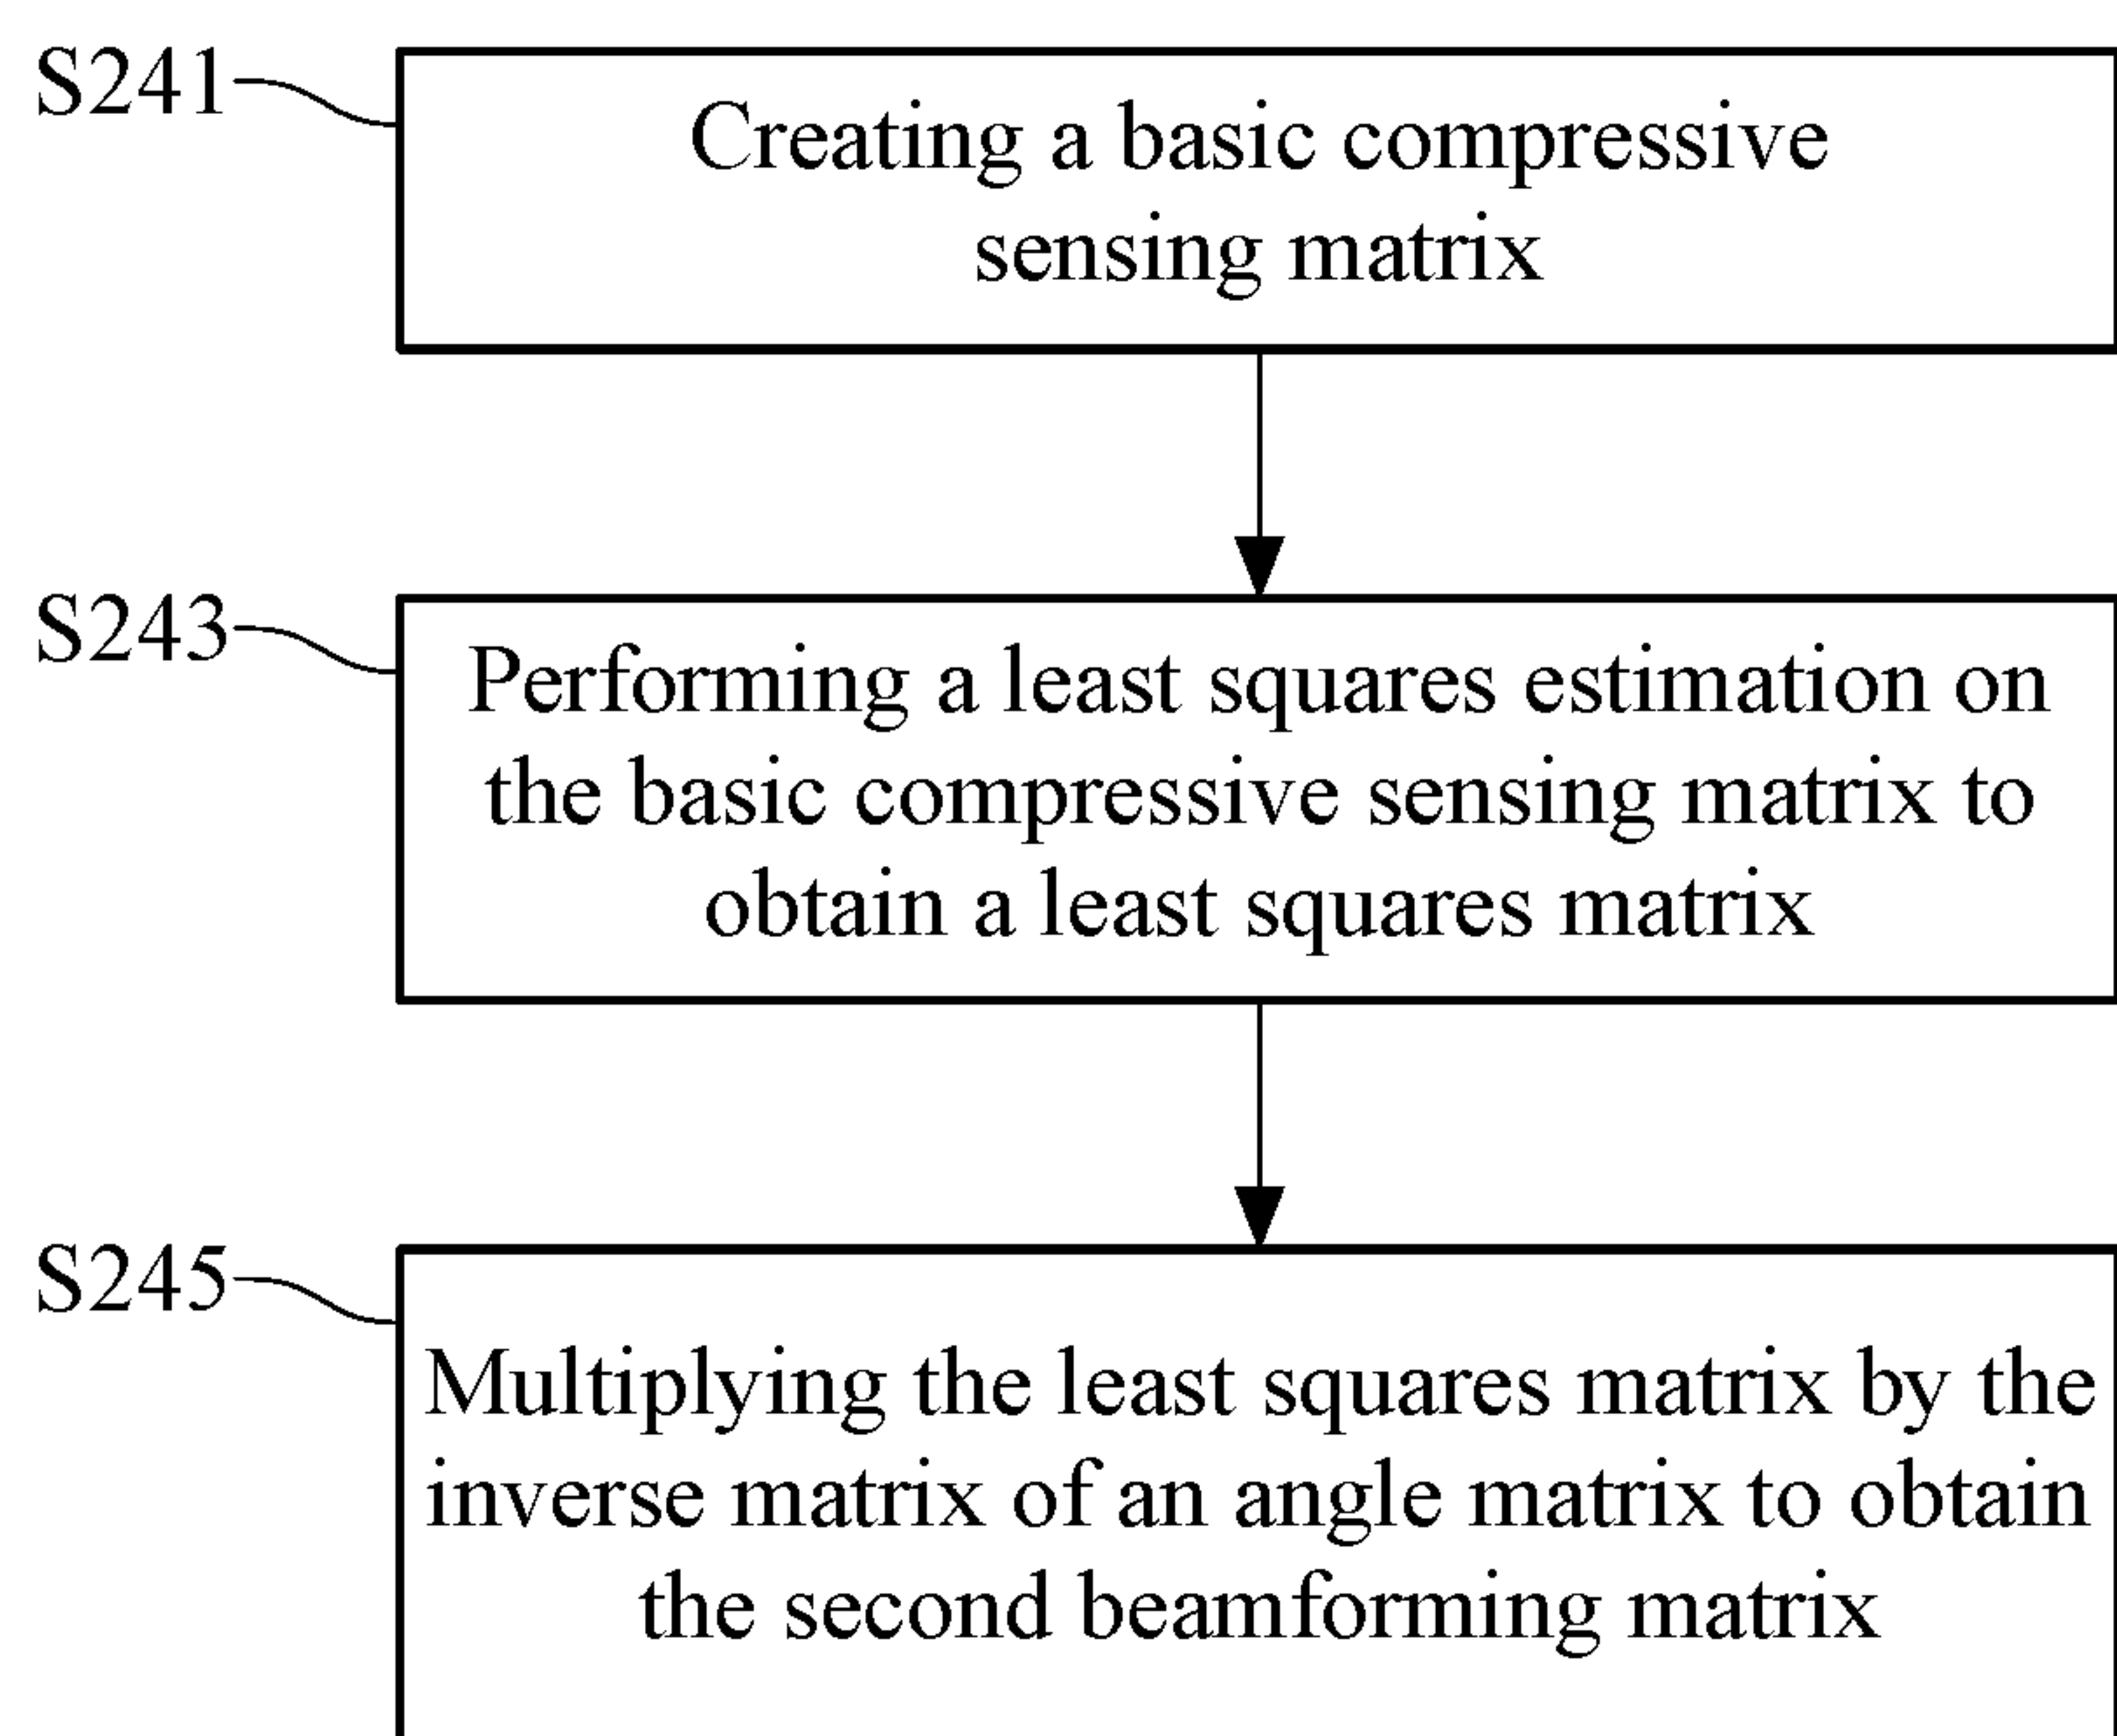 S241
Creating a basic compressive
sensing matrix
S243
Performing a least squares estimation on
the basic compressive sensing matrix to
obtain a least squares matrix
S245
Multiplying the least squares matrix by the
inverse matrix of an angle matrix to obtain
the second beamforming matrix